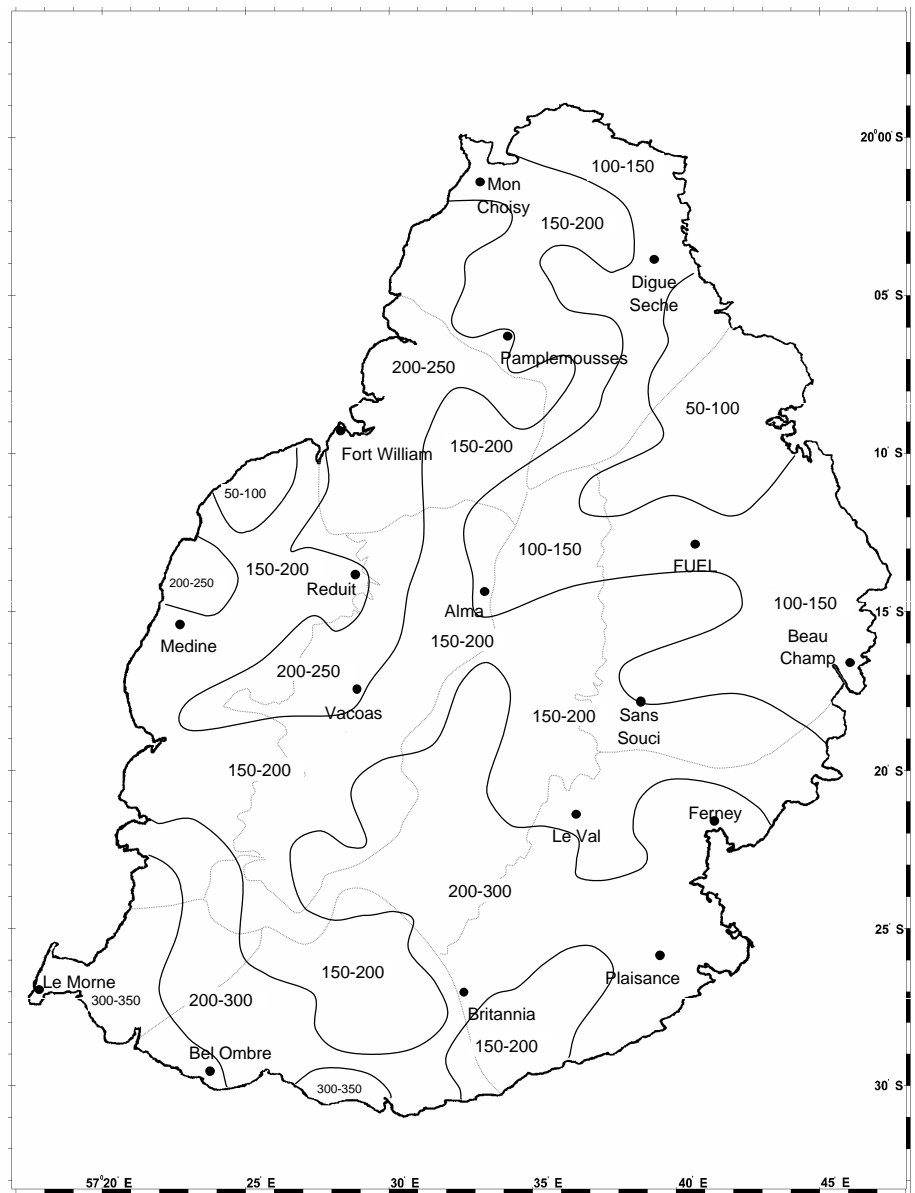 20°00' S
100-150
Mon
Choisy
150-200
Digue
Seche
05' S
Pamplemousses
200-250
50-100
150-200
Fort William
10' S
50-100
100-150
FUEL
150-200
200-250
Reduit
Alma
100-150
15' S
Medine
150-200
Beau
Champ
200-250
Vacoas
150-200
Sans
Souci
150-200
20' S
Ferney
Le Val
200-300
25' S
150-200
Plaisance
Le Morne
300-350
200-300
Britannia
150-200
Bel Ombre
300-350
30' S
57°20' E
25' E
30' E
35' E
40' E
45 E